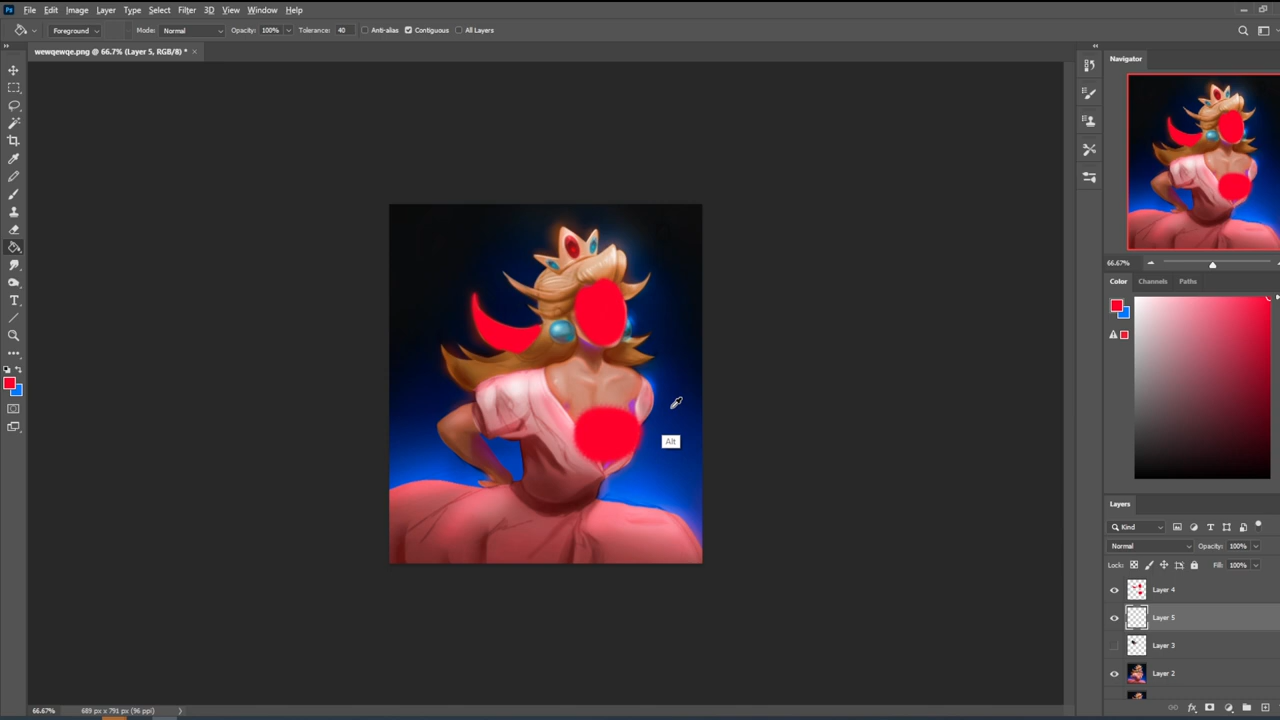 Ps File Edit Image Layer Type Select Filter 3D View Window Help
Foreground Mode: Normal Opacity: 100% Tolerance: 40 Anti-alias Contiguous All Layers
wewqewqe.png @ 66.7% (Layer 5, RGB/8) *
Navigator
66.67%
Color Channels Paths
Alt
Layers
Kind
Normal Opacity: 100%
Lock: Fill: 100%
Layer 4
Layer 5
Layer 3
Layer 2
66.67% 689 px x 791 px (96 ppi)